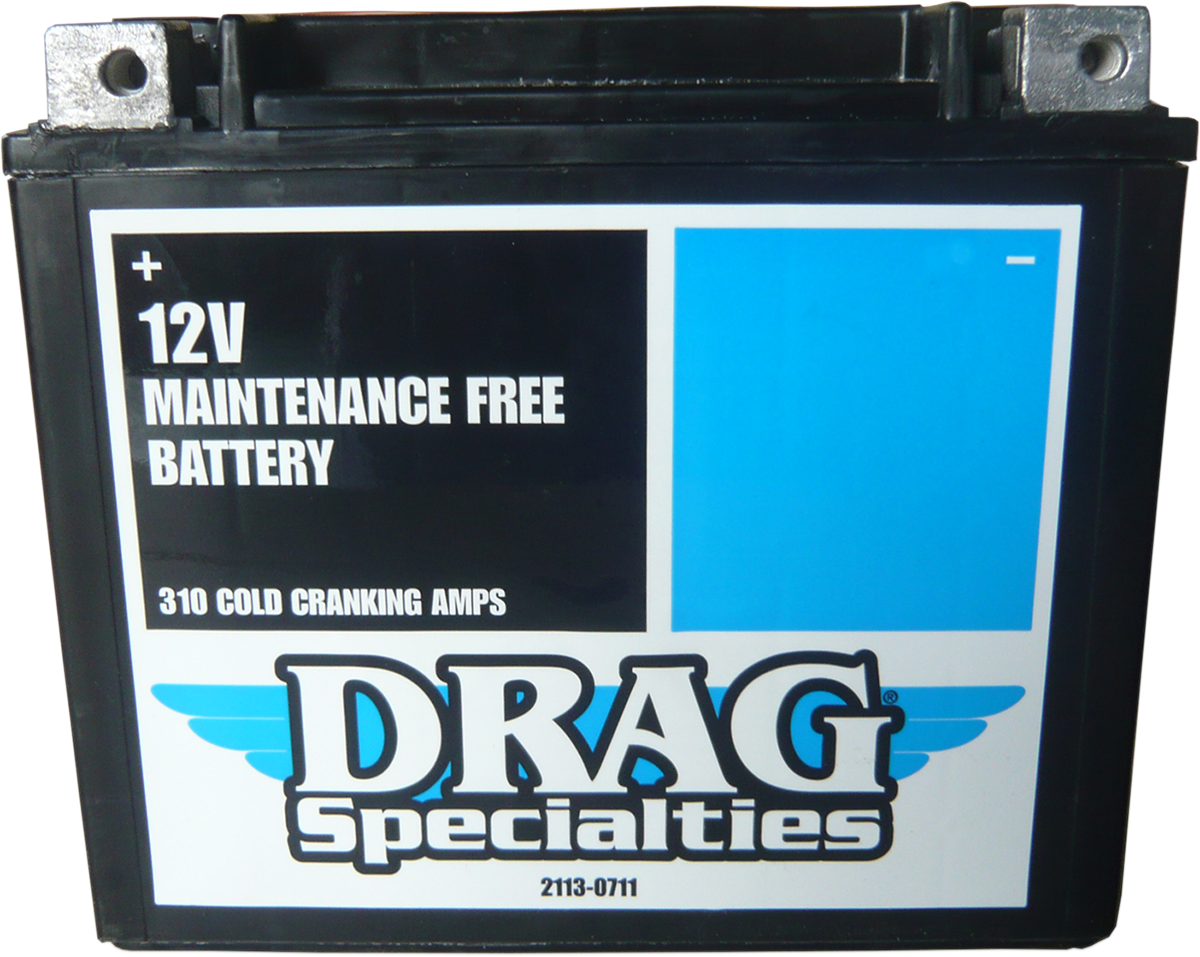 +
−
12V
MAINTENANCE FREE
BATTERY
310 COLD CRANKING AMPS
DRAG®
Specialties
2113-0711